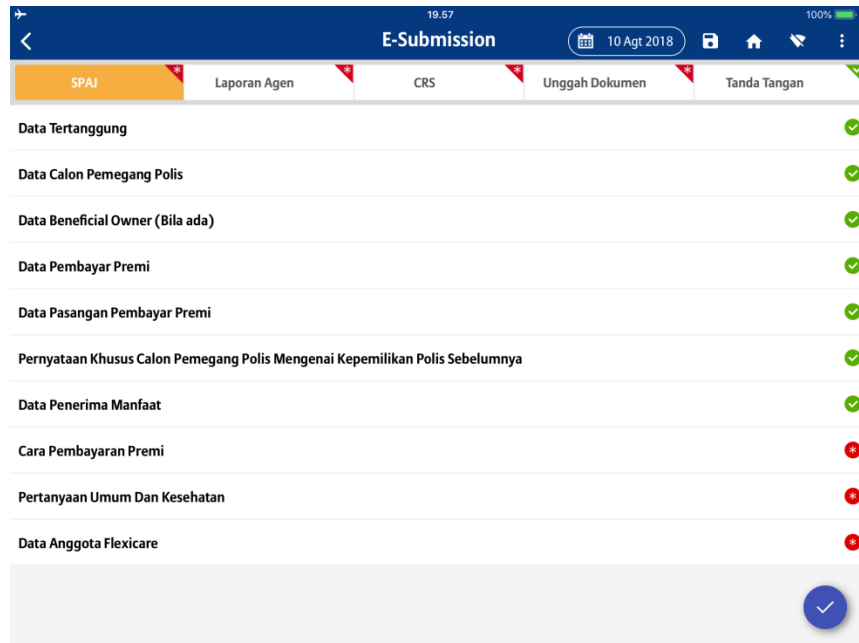 19.57
100%
E-Submission
10 Agt 2018
SPAJ
Laporan Agen
CRS
Unggah Dokumen
Tanda Tangan
Data Tertanggung
Data Calon Pemegang Polis
Data Beneficial Owner (Bila ada)
Data Pembayar Premi
Data Pasangan Pembayar Premi
Pernyataan Khusus Calon Pemegang Polis Mengenai Kepemilikan Polis Sebelumnya
Data Penerima Manfaat
Cara Pembayaran Premi
Pertanyaan Umum Dan Kesehatan
Data Anggota Flexicare